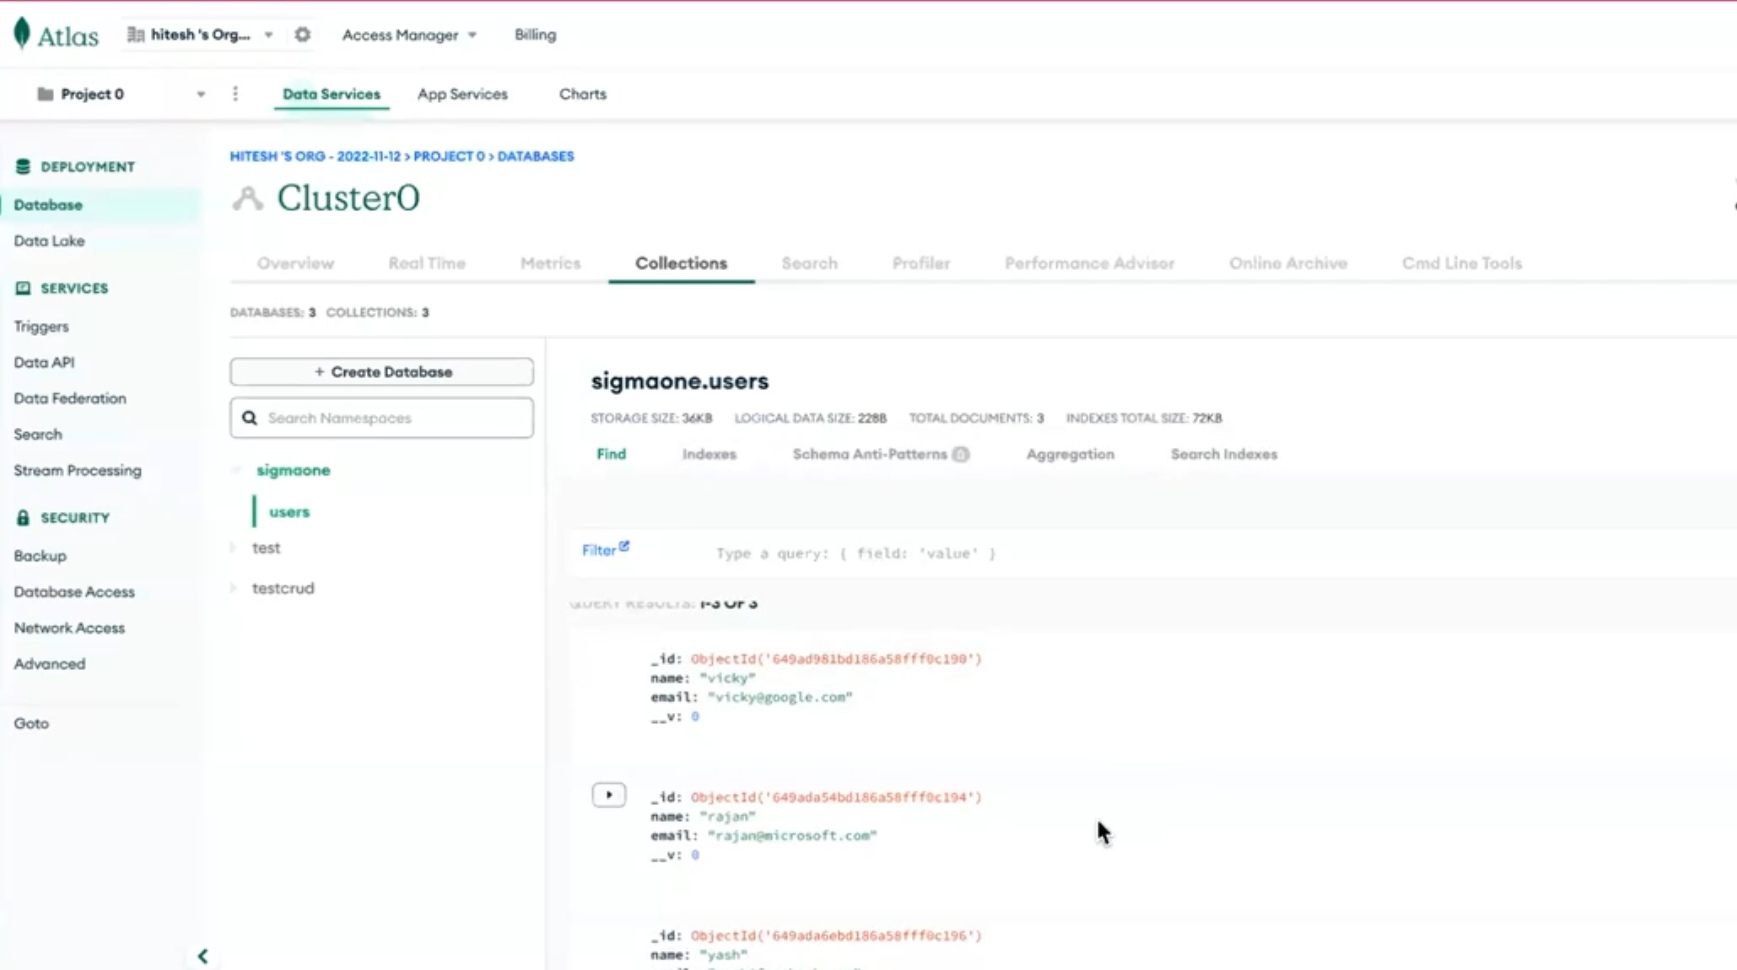 Atlas
hitesh 's Org...
Access Manager
Billing
Project 0
Data Services
App Services
Charts
DEPLOYMENT
Database
Data Lake
SERVICES
Triggers
Data API
Data Federation
Search
Stream Processing
SECURITY
Backup
Database Access
Network Access
Advanced
Goto
HITESH 'S ORG - 2022-11-12 > PROJECT 0 > DATABASES
Cluster0
Overview
Real Time
Metrics
Collections
Search
Profiler
Performance Advisor
Online Archive
Cmd Line Tools
DATABASES: 3 COLLECTIONS: 3
+ Create Database
Search Namespaces
sigmaone
users
test
testcrud
sigmaone.users
STORAGE SIZE: 36KB LOGICAL DATA SIZE: 228B TOTAL DOCUMENTS: 3 INDEXES TOTAL SIZE: 72KB
Find
Indexes
Schema Anti-Patterns 0
Aggregation
Search Indexes
Filter
Type a query: { field: 'value' }
QUERY RESULTS: 1-3 OF 3
_id: ObjectId('649ad981bd186a58fff0c190')
name: "vicky"
email: "vicky@google.com"
__v: 0
_id: ObjectId('649ada54bd186a58fff0c194')
name: "rajan"
email: "rajan@microsoft.com"
__v: 0
_id: ObjectId('649ada6ebd186a58fff0c196')
name: "yash"